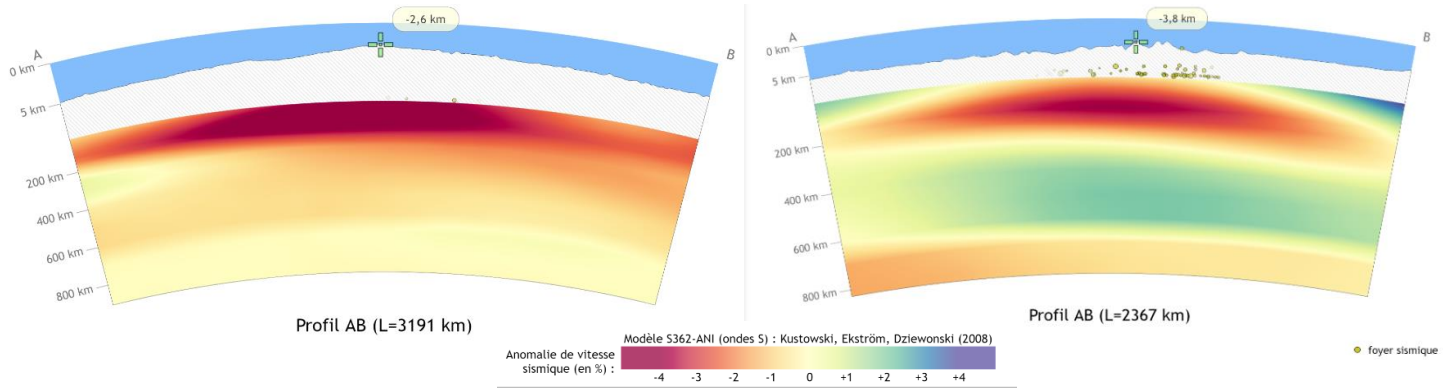 -2,6 km
A
B
0 km
5 km
200 km
400 km
600 km
800 km
Profil AB (L=3191 km)
-3,8 km
A
B
0 km
5 km
200 km
400 km
600 km
800 km
Profil AB (L=2367 km)
Modèle S362-ANI (ondes S) : Kustowski, Ekström, Dziewonski (2008)
Anomalie de vitesse
sismique (en %) :
-4 -3 -2 -1 0 +1 +2 +3 +4
foyer sismique